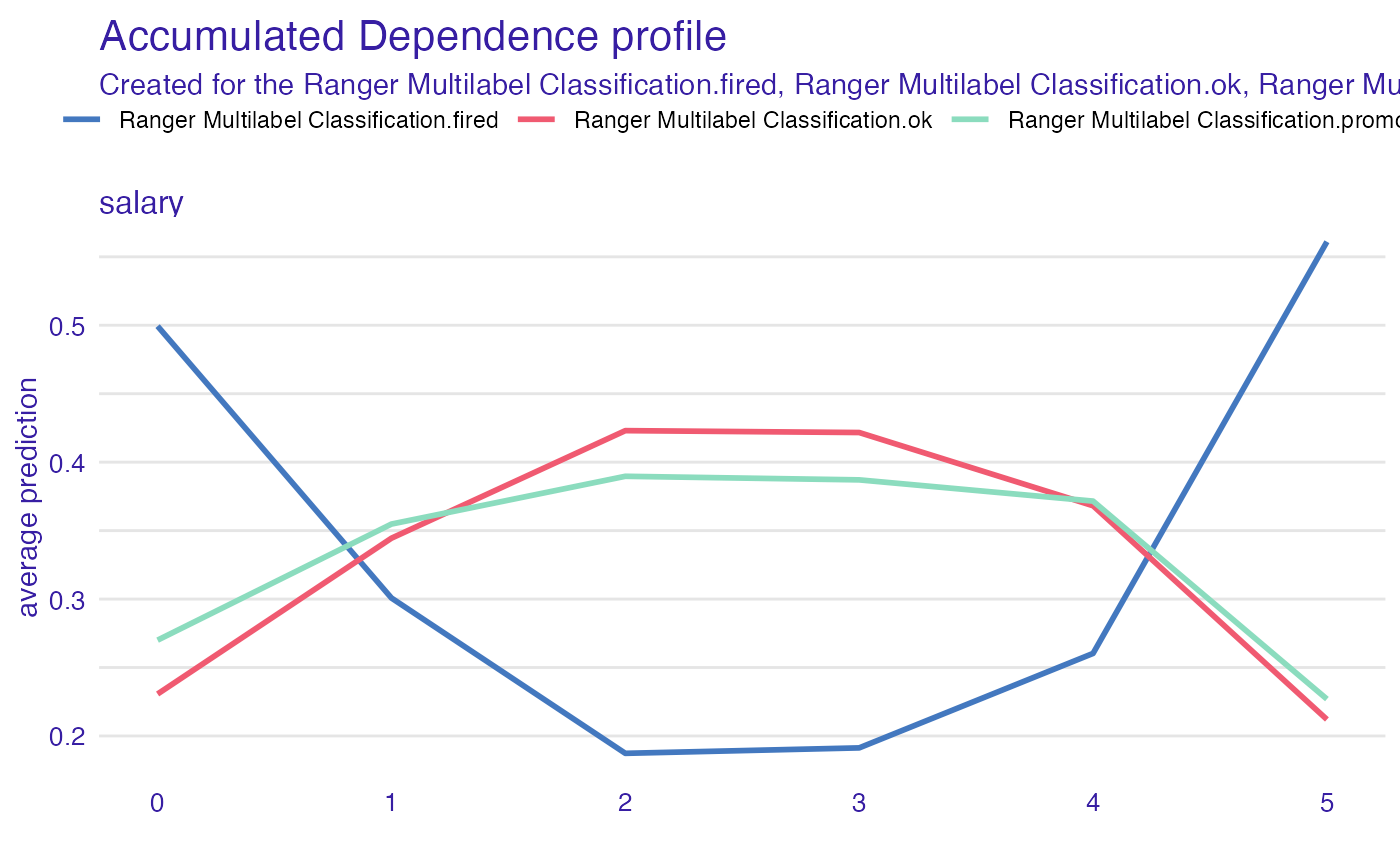 Accumulated Dependence profile
Created for the Ranger Multilabel Classification.fired, Ranger Multilabel Classification.ok, Ranger Mu
Ranger Multilabel Classification.fired Ranger Multilabel Classification.ok Ranger Multilabel Classification.promo
salary
average prediction
0.5
0.4
0.3
0.2
0 1 2 3 4 5